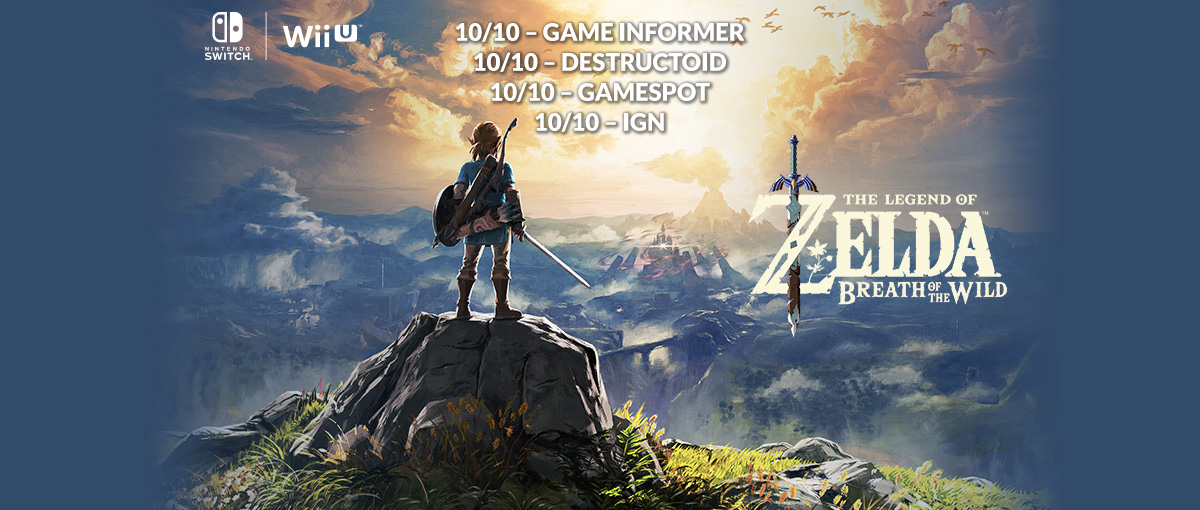 NINTENDO
SWITCH
WiiU
10/10 – GAME INFORMER
10/10 – DESTRUCTOID
10/10 – GAMESPOT
10/10 – IGN
THE LEGEND OF
ZELDA™
BREATH OF THE WILD